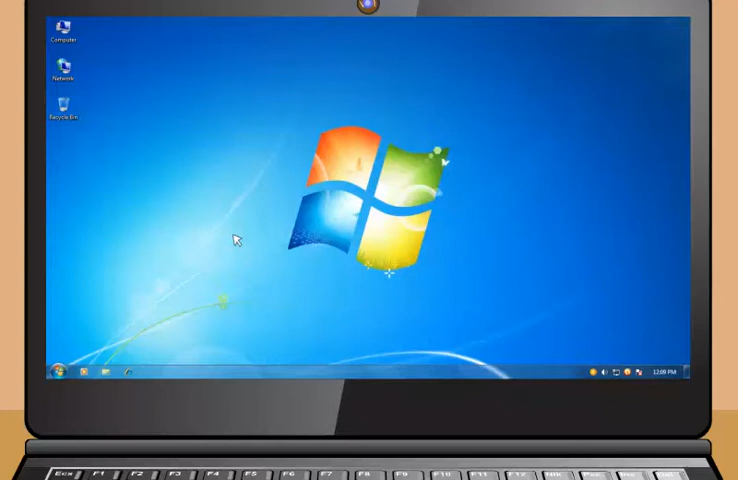 Computer
Network
Recycle Bin
12:09 PM
Esc F1 F2 F3 F4 F5 F6 F7 F8 F9 F10 F11 F12